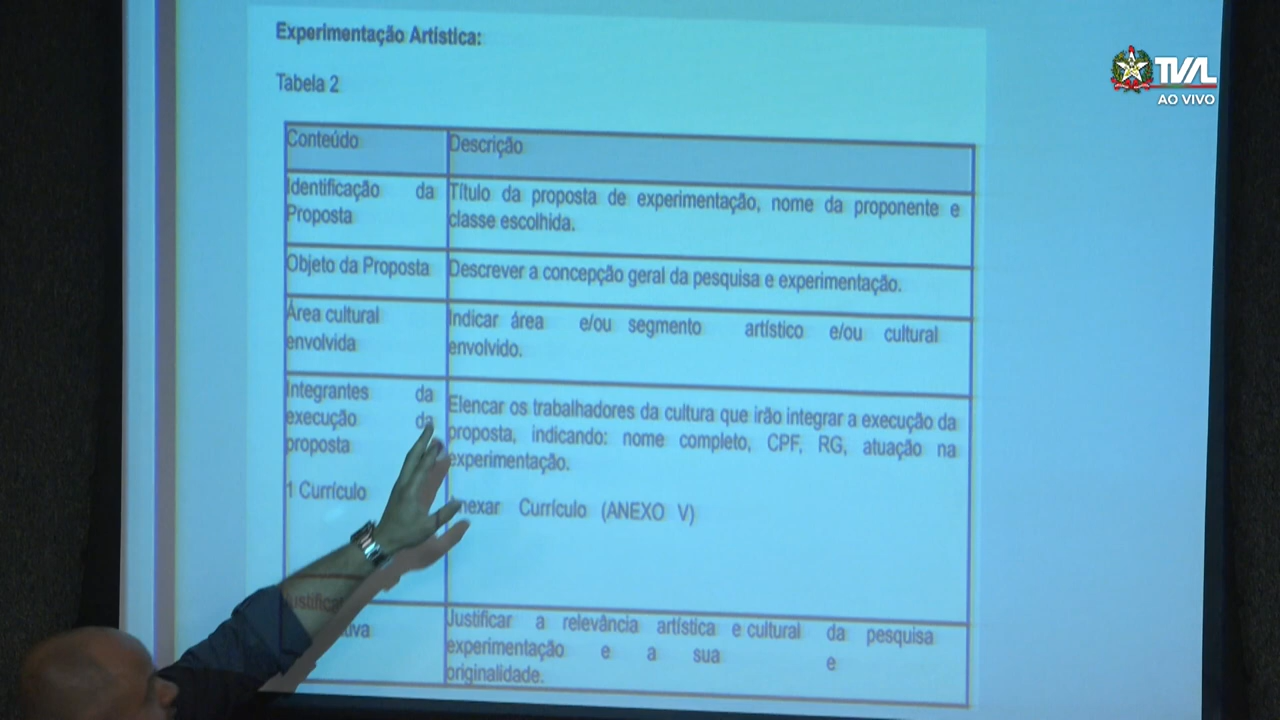 Experimentação Artística:
Tabela 2
Conteúdo
Descrição
Identificação da
Proposta
Título da proposta de experimentação, nome da proponente e
classe escolhida.
Objeto da Proposta
Descrever a concepção geral da pesquisa e experimentação.
Área cultural
envolvida
Indicar área e/ou segmento artístico e/ou cultural
envolvido.
Integrantes da
execução da
proposta
1 Currículo
Elencar os trabalhadores da cultura que irão integrar a execução da
proposta, indicando: nome completo, CPF, RG, atuação na
experimentação.
Anexar Currículo (ANEXO V)
Justificar a relevância artística e cultural da pesquisa
experimentação e a sua e
originalidade.
TVAL
AO VIVO